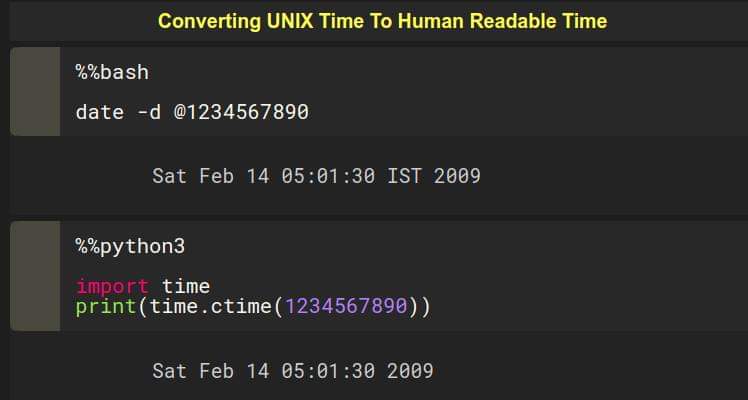 Converting UNIX Time To Human Readable Time
%%bash
date -d @1234567890
Sat Feb 14 05:01:30 IST 2009
%%python3
import time
print(time.ctime(1234567890))
Sat Feb 14 05:01:30 2009